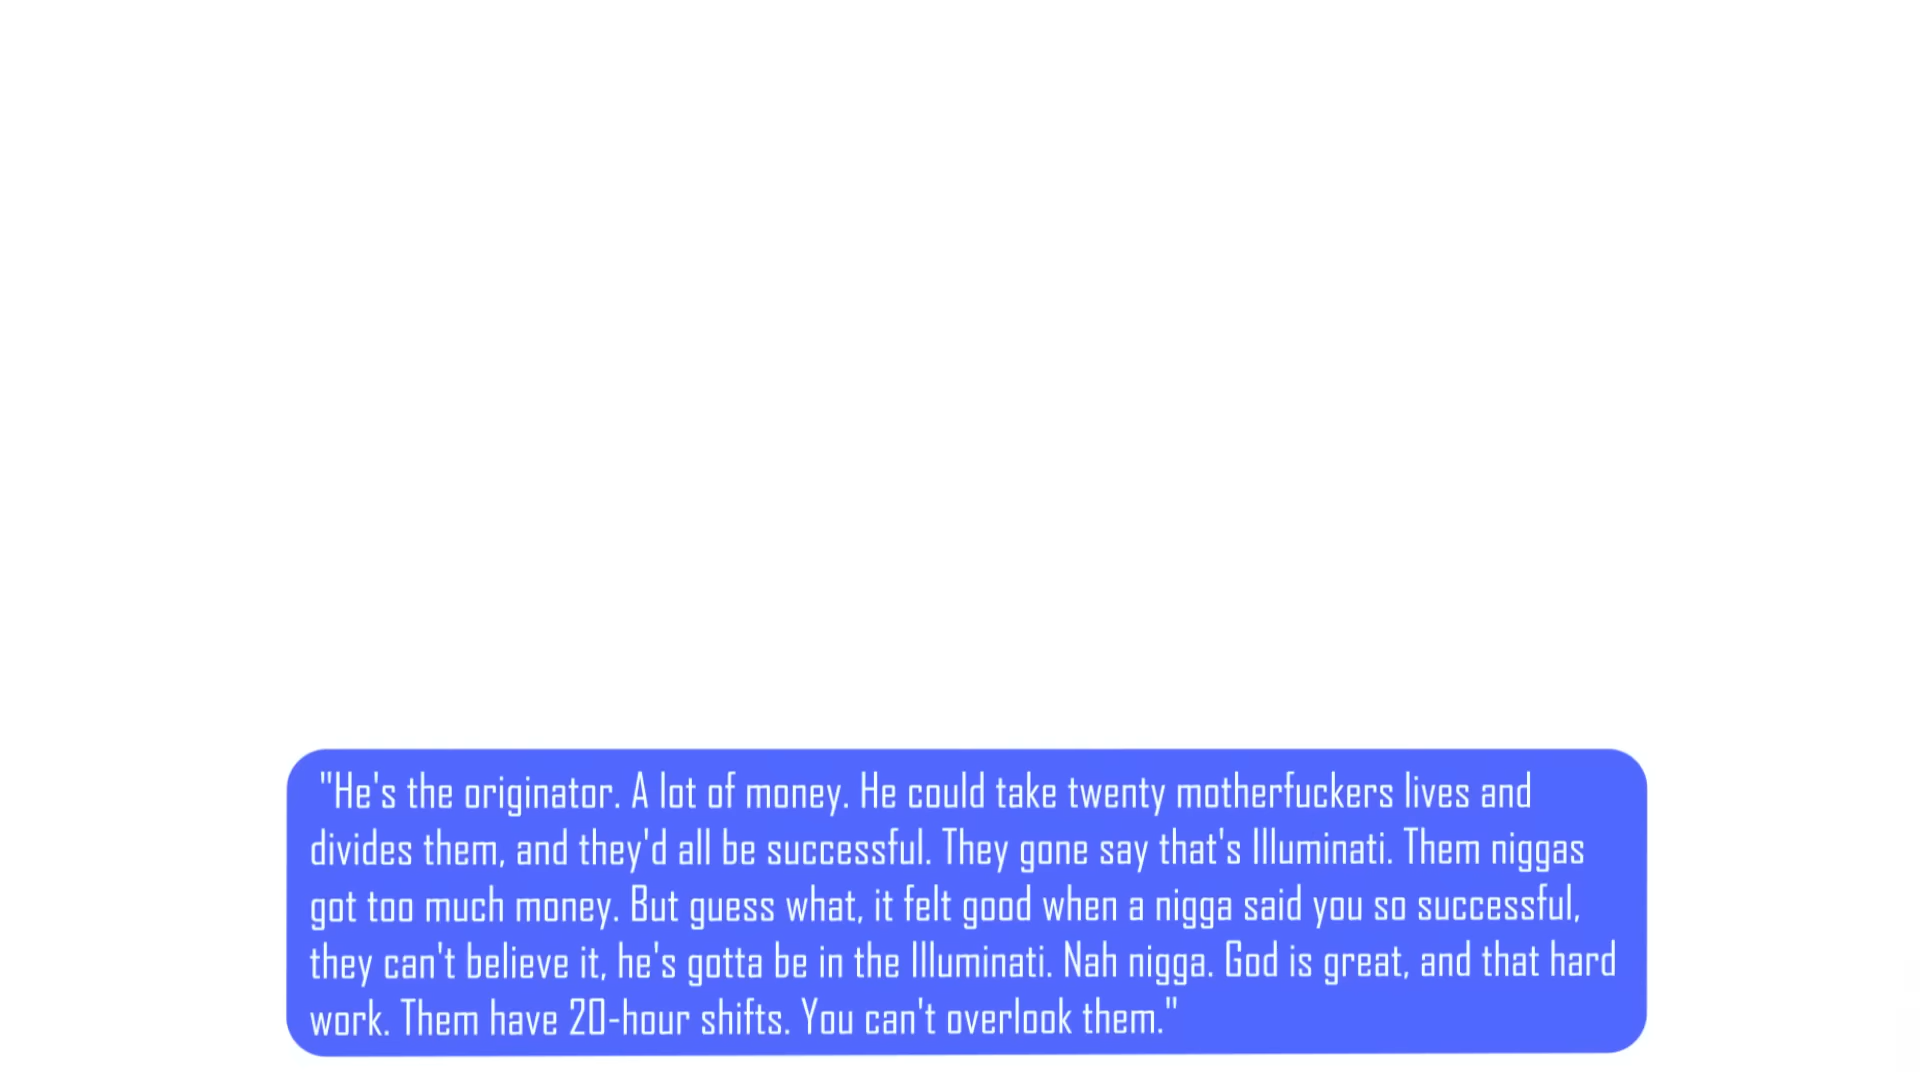 "He's the originator. A lot of money. He could take twenty motherfuckers lives and
divides them, and they'd all be successful. They gone say that's Illuminati. Them niggas
got too much money. But guess what, it felt good when a nigga said you so successful,
they can't believe it, he's gotta be in the Illuminati. Nah nigga. God is great, and that hard
work. Them have 20-hour shifts. You can't overlook them."